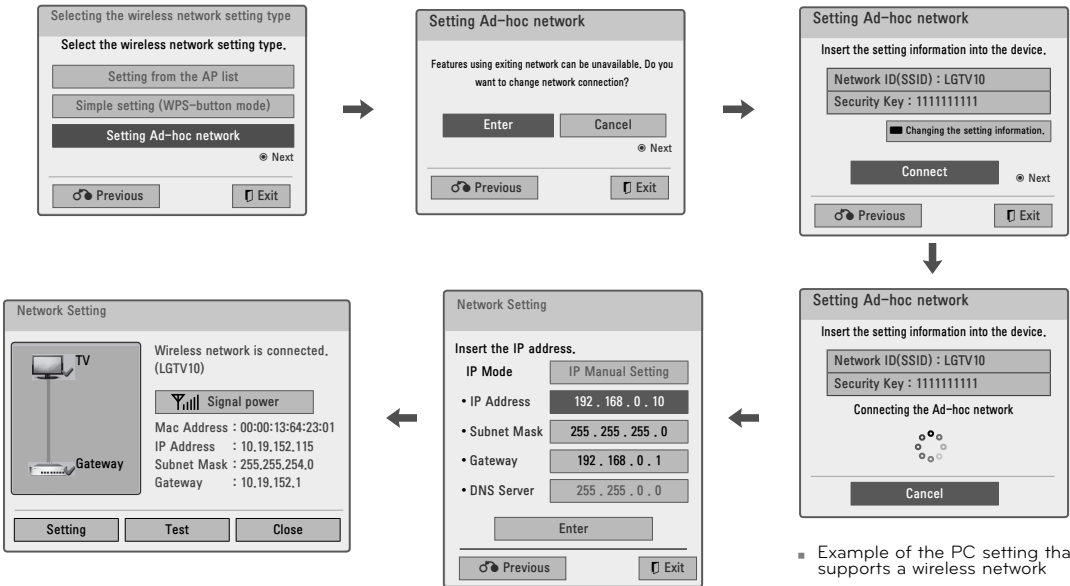 Selecting the wireless network setting type
Select the wireless network setting type.
Setting from the AP list
Simple setting (WPS-button mode)
Setting Ad-hoc network
Next
Previous
Exit
Setting Ad-hoc network
Features using exiting network can be unavailable. Do you
want to change network connection?
Enter Cancel
Next
Previous
Exit
Setting Ad-hoc network
Insert the setting information into the device.
Network ID(SSID) : LGTV10
Security Key : 1111111111
Changing the setting information.
Connect
Next
Previous
Exit
Setting Ad-hoc network
Insert the setting information into the device.
Network ID(SSID) : LGTV10
Security Key : 1111111111
Connecting the Ad-hoc network
Cancel
Example of the PC setting tha
supports a wireless network
Network Setting
Insert the IP address.
IP Mode IP Manual Setting
• IP Address 192 . 168 . 0 . 10
• Subnet Mask 255 . 255 . 255 . 0
• Gateway 192 . 168 . 0 . 1
• DNS Server 255 . 255 . 0 . 0
Enter
Previous
Exit
Network Setting
TV
Gateway
Wireless network is connected.
(LGTV10)
Signal power
Mac Address : 00:00:13:64:23:01
IP Address : 10.19.152.115
Subnet Mask : 255.255.254.0
Gateway : 10.19.152.1
Setting Test Close